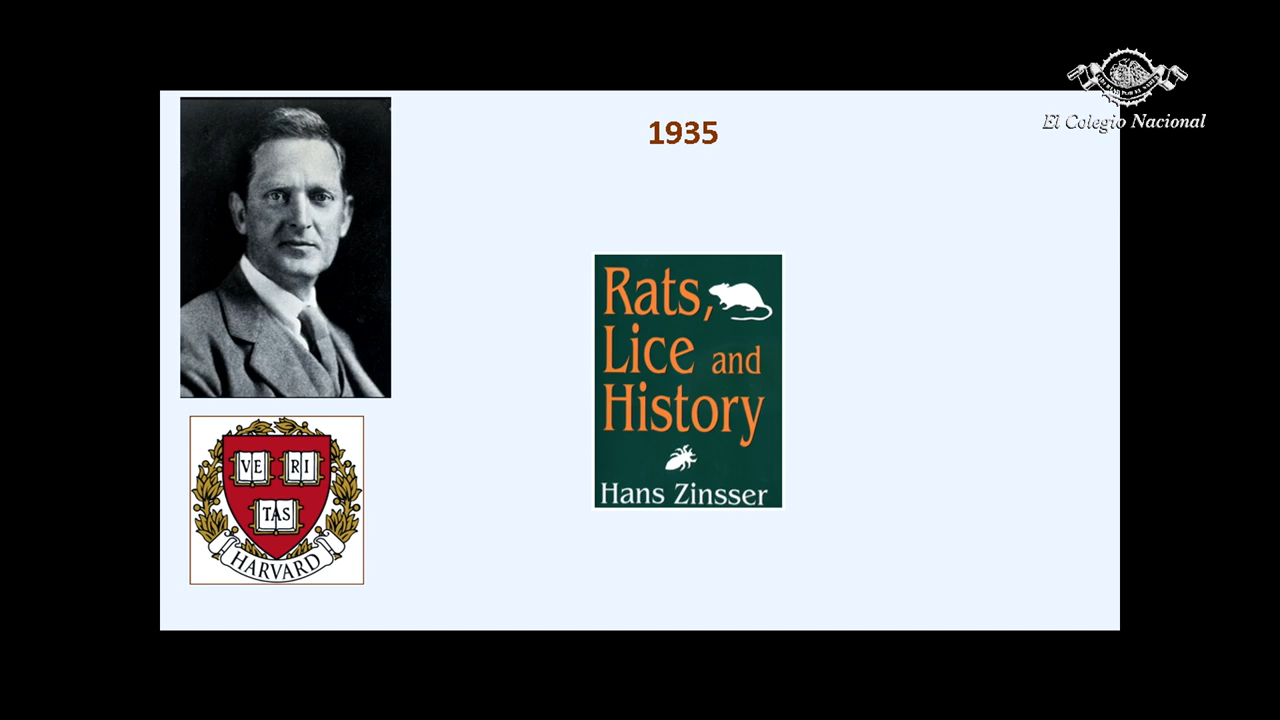 1935
El Colegio Nacional
Rats,
Lice and
History
Hans Zinsser
VE RI
TAS
HARVARD